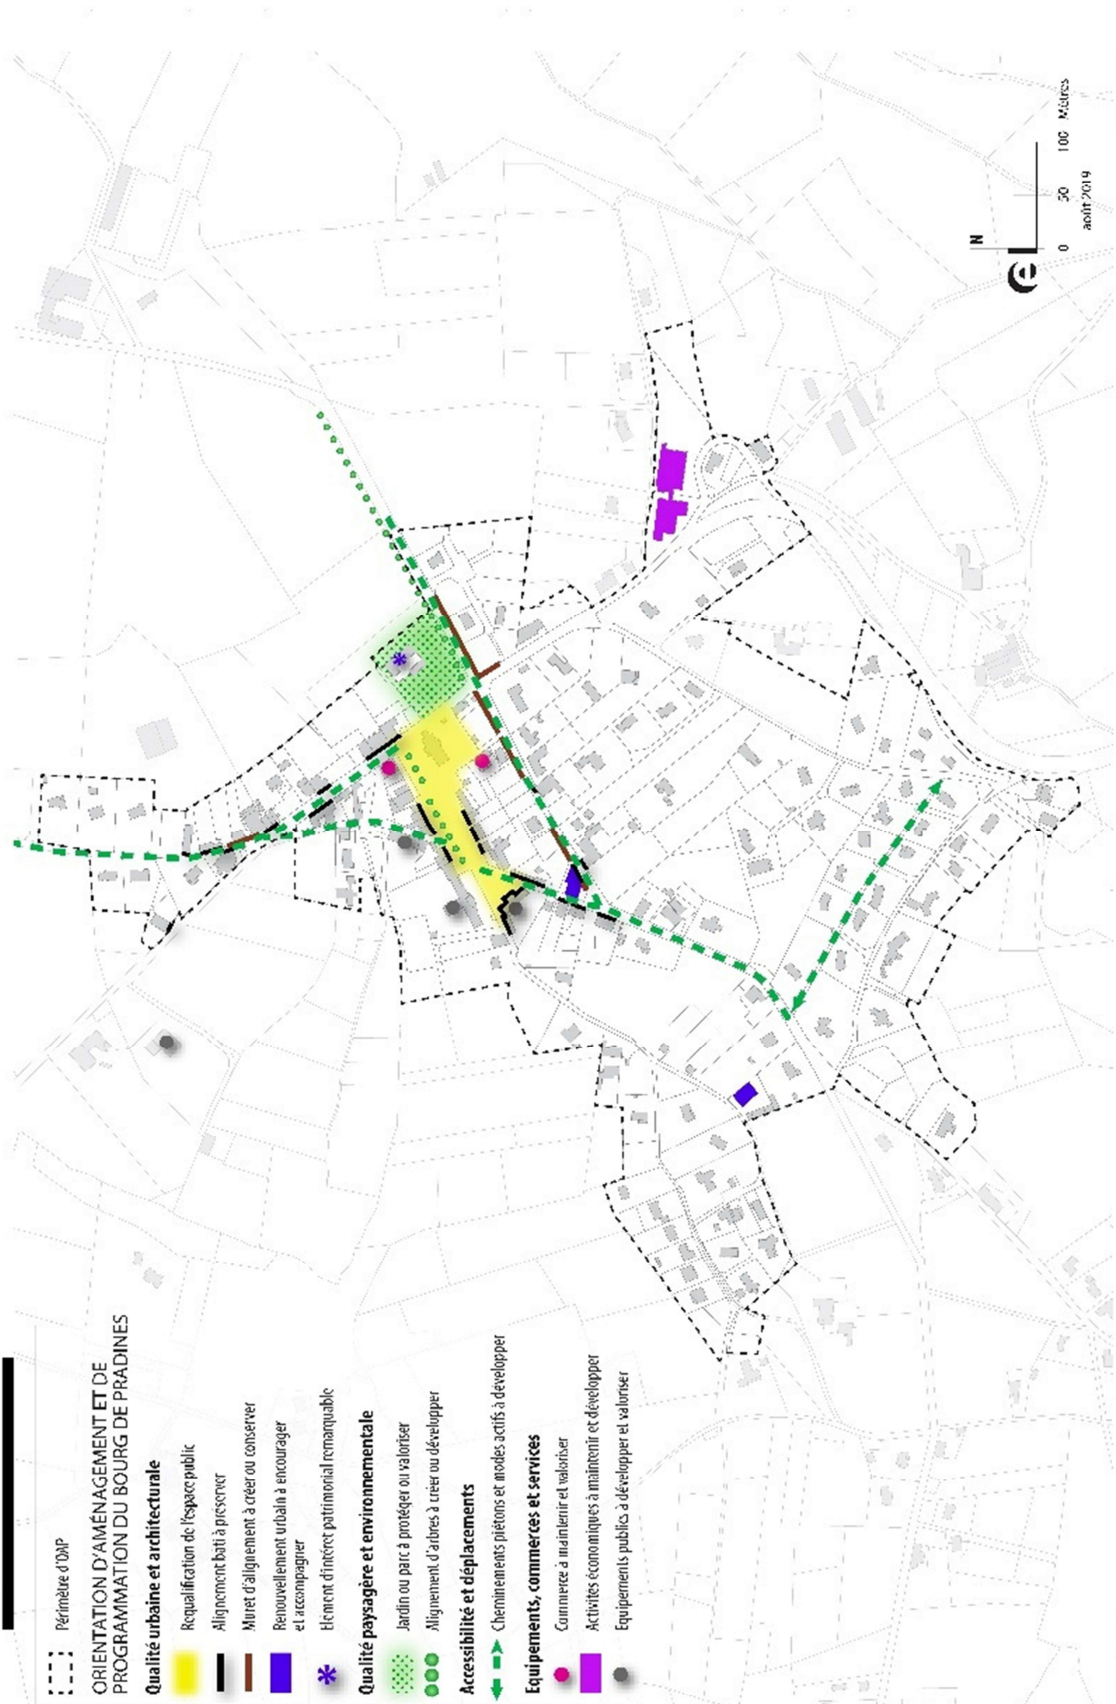 Périmètre d'OAP
ORIENTATION D'AMÉNAGEMENT ET DE
PROGRAMMATION DU BOURG DE PRADINES
Qualité urbaine et architecturale
Requalification de l'espace public
Alignement bati à préserver
Muret d'alignement à créer ou conserver
Renouvellement urbain à encourager
et accompagner
Elément d'intérêt patrimonial remarquable
Qualité paysagère et environnementale
Jardin ou parc à protéger ou valoriser
Alignement d'arbres à créer ou développer
Accessibilité et déplacements
Cheminements piétons et modes actifs à développer
Equipements, commerces et services
Commerce à maintenir et valoriser
Activités économiques à maintenir et développer
Equipements publics à développer et valoriser
N
e
0 50 100 Mètres
août 2019